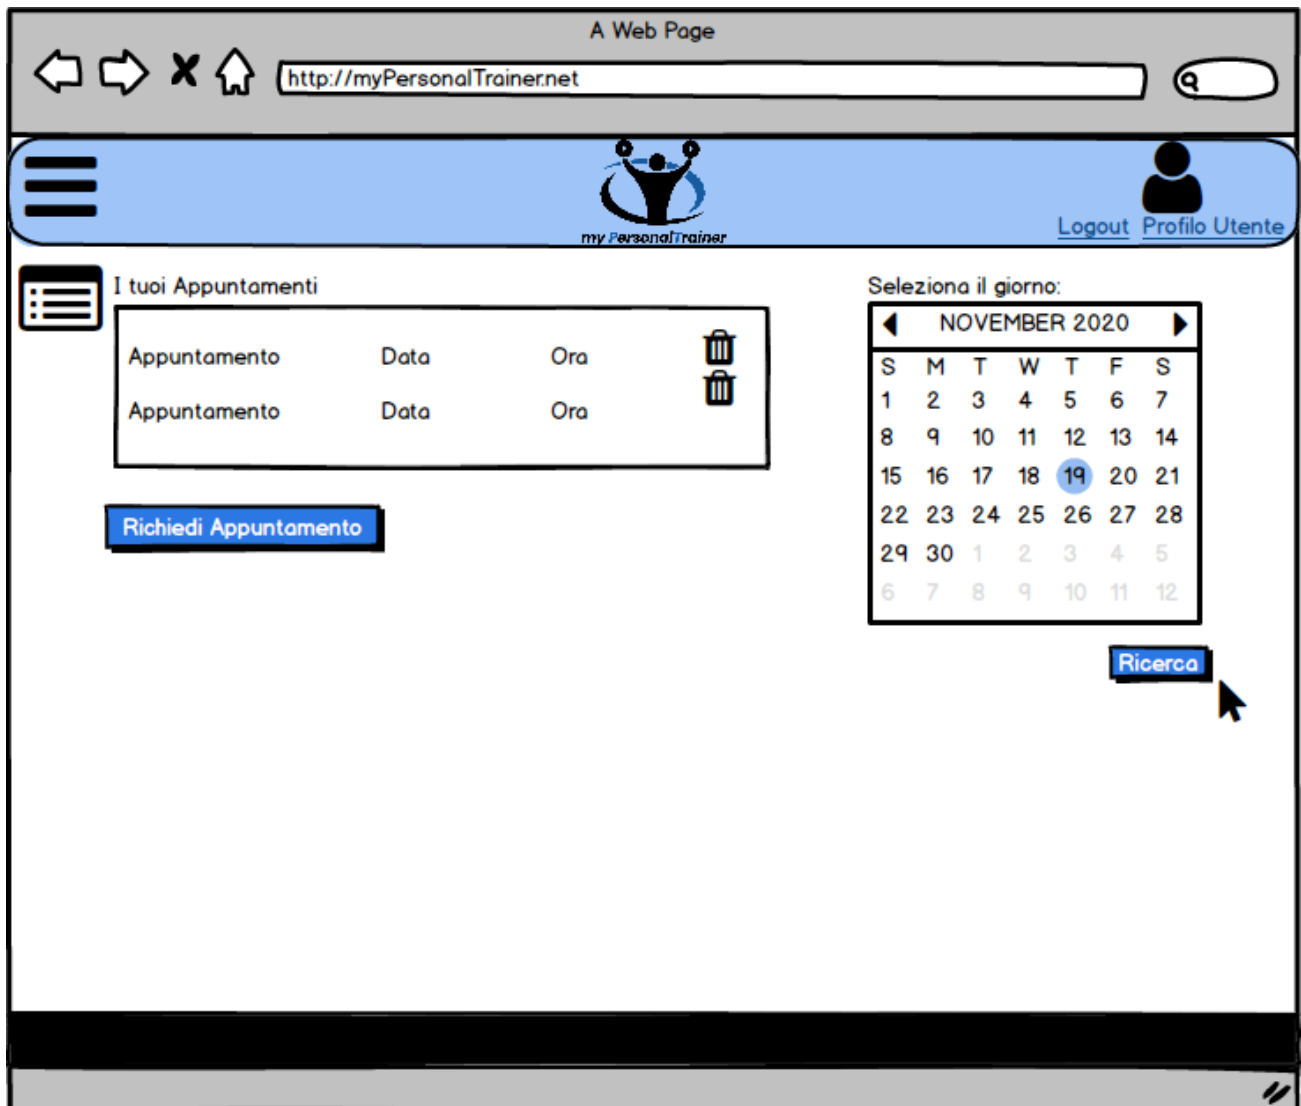 A Web Page
http://myPersonalTrainer.net
my PersonalTrainer
Logout Profilo Utente
I tuoi Appuntamenti
Appuntamento Data Ora
Appuntamento Data Ora
Richiedi Appuntamento
Seleziona il giorno:
NOVEMBER 2020
S M T W T F S
1 2 3 4 5 6 7
8 9 10 11 12 13 14
15 16 17 18 19 20 21
22 23 24 25 26 27 28
29 30 1 2 3 4 5
6 7 8 9 10 11 12
Ricerca